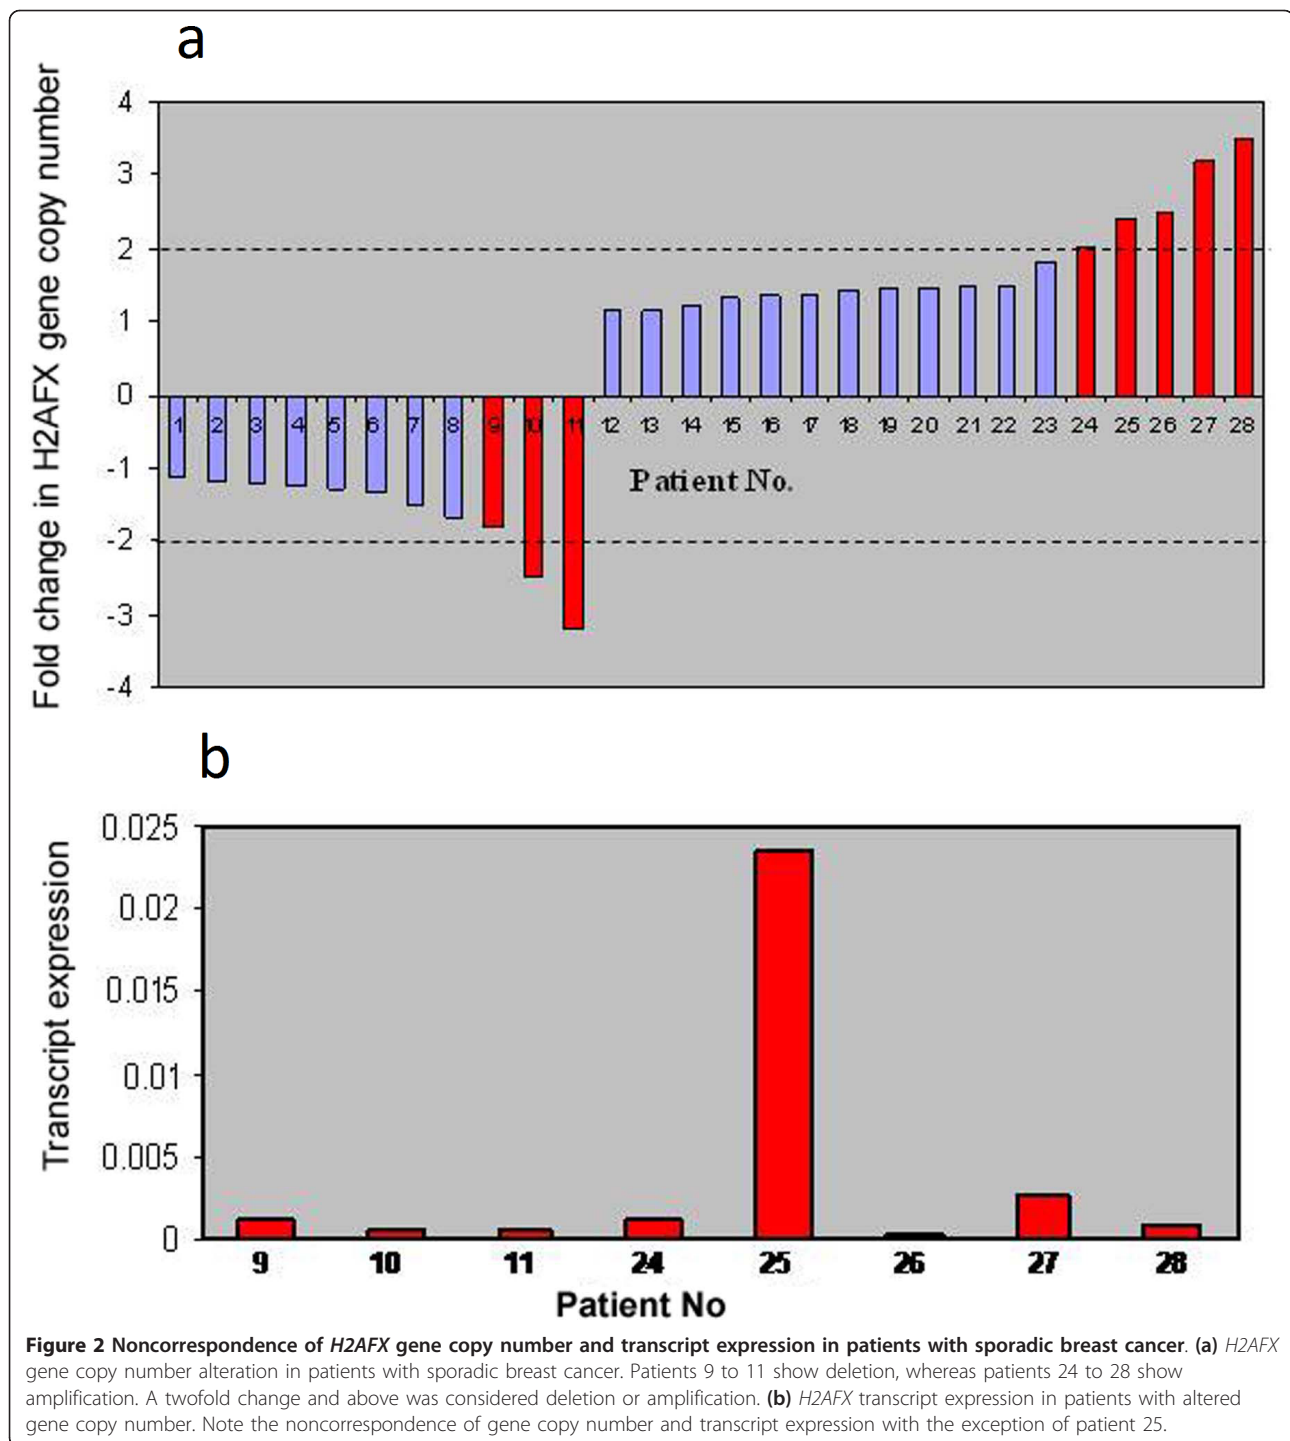 a
Fold change in H2AFX gene copy number
4
3
2
1
0
-1
-2
-3
-4
1 2 3 4 5 6 7 8 9 10 11 12 13 14 15 16 17 18 19 20 21 22 23 24 25 26 27 28
Patient No.
b
Transcript expression
0.025
0.02
0.015
0.01
0.005
0
9 10 11 24 25 26 27 28
Patient No
Figure 2 Noncorrespondence of H2AFX gene copy number and transcript expression in patients with sporadic breast cancer. (a) H2AFX
gene copy number alteration in patients with sporadic breast cancer. Patients 9 to 11 show deletion, whereas patients 24 to 28 show
amplification. A twofold change and above was considered deletion or amplification. (b) H2AFX transcript expression in patients with altered
gene copy number. Note the noncorrespondence of gene copy number and transcript expression with the exception of patient 25.